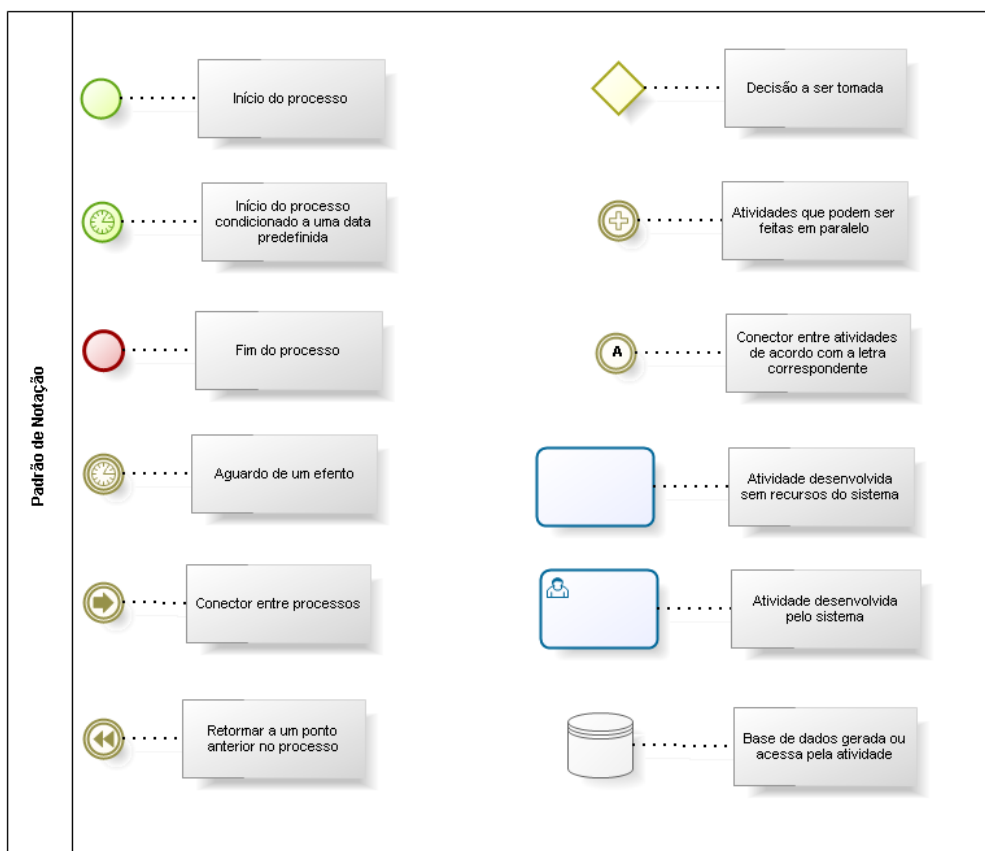 Padrão de Notação
Início do processo
Início do processo
condicionado a uma data
predefinida
Fim do processo
Aguardo de um efento
Conector entre processos
Retornar a um ponto
anterior no processo
Decisão a ser tomada
Atividades que podem ser
feitas em paralelo
A
Conector entre atividades
de acordo com a letra
correspondente
Atividade desenvolvida
sem recursos do sistema
Atividade desenvolvida
pelo sistema
Base de dados gerada ou
acessa pela atividade